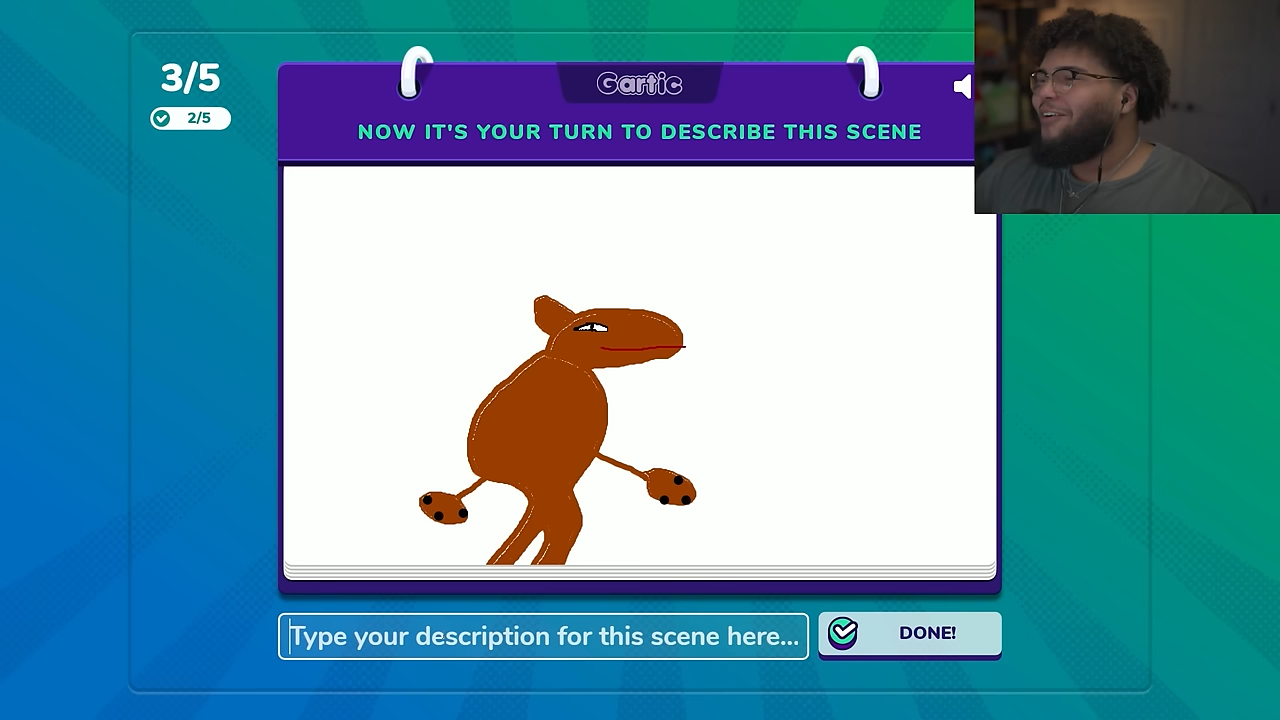 3/5
2/5
Gartic
NOW IT'S YOUR TURN TO DESCRIBE THIS SCENE
Type your description for this scene here...
DONE!